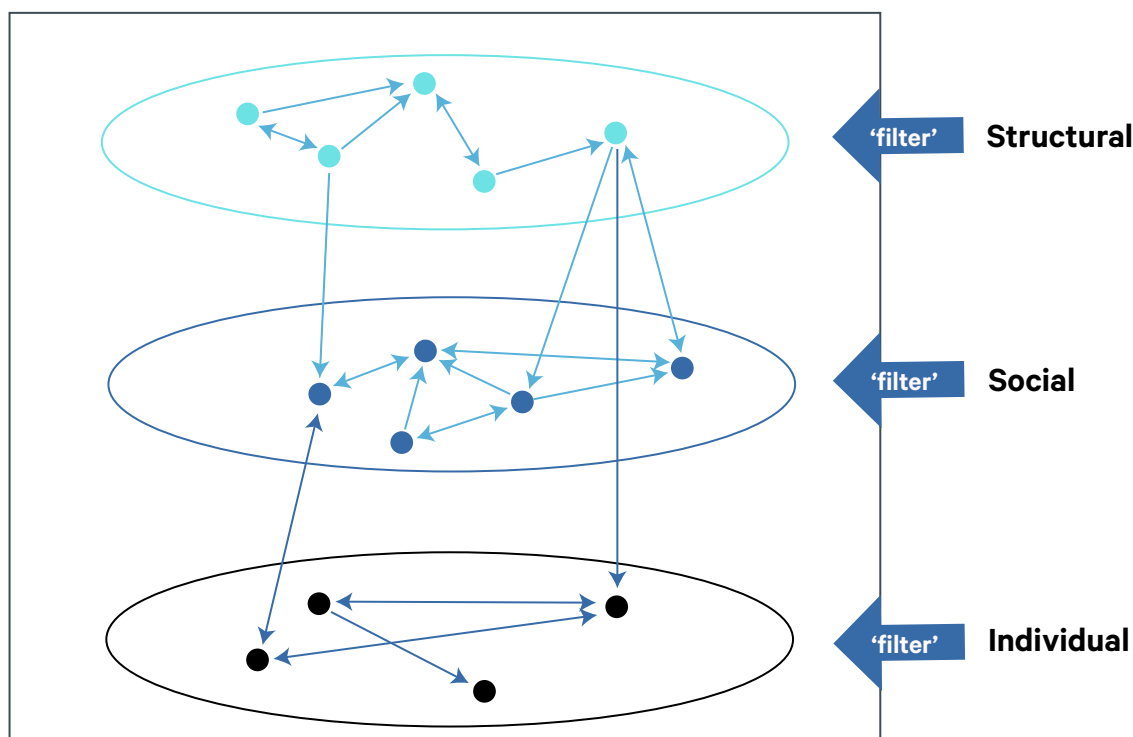 ‘filter’ Structural
‘filter’ Social
‘filter’ Individual